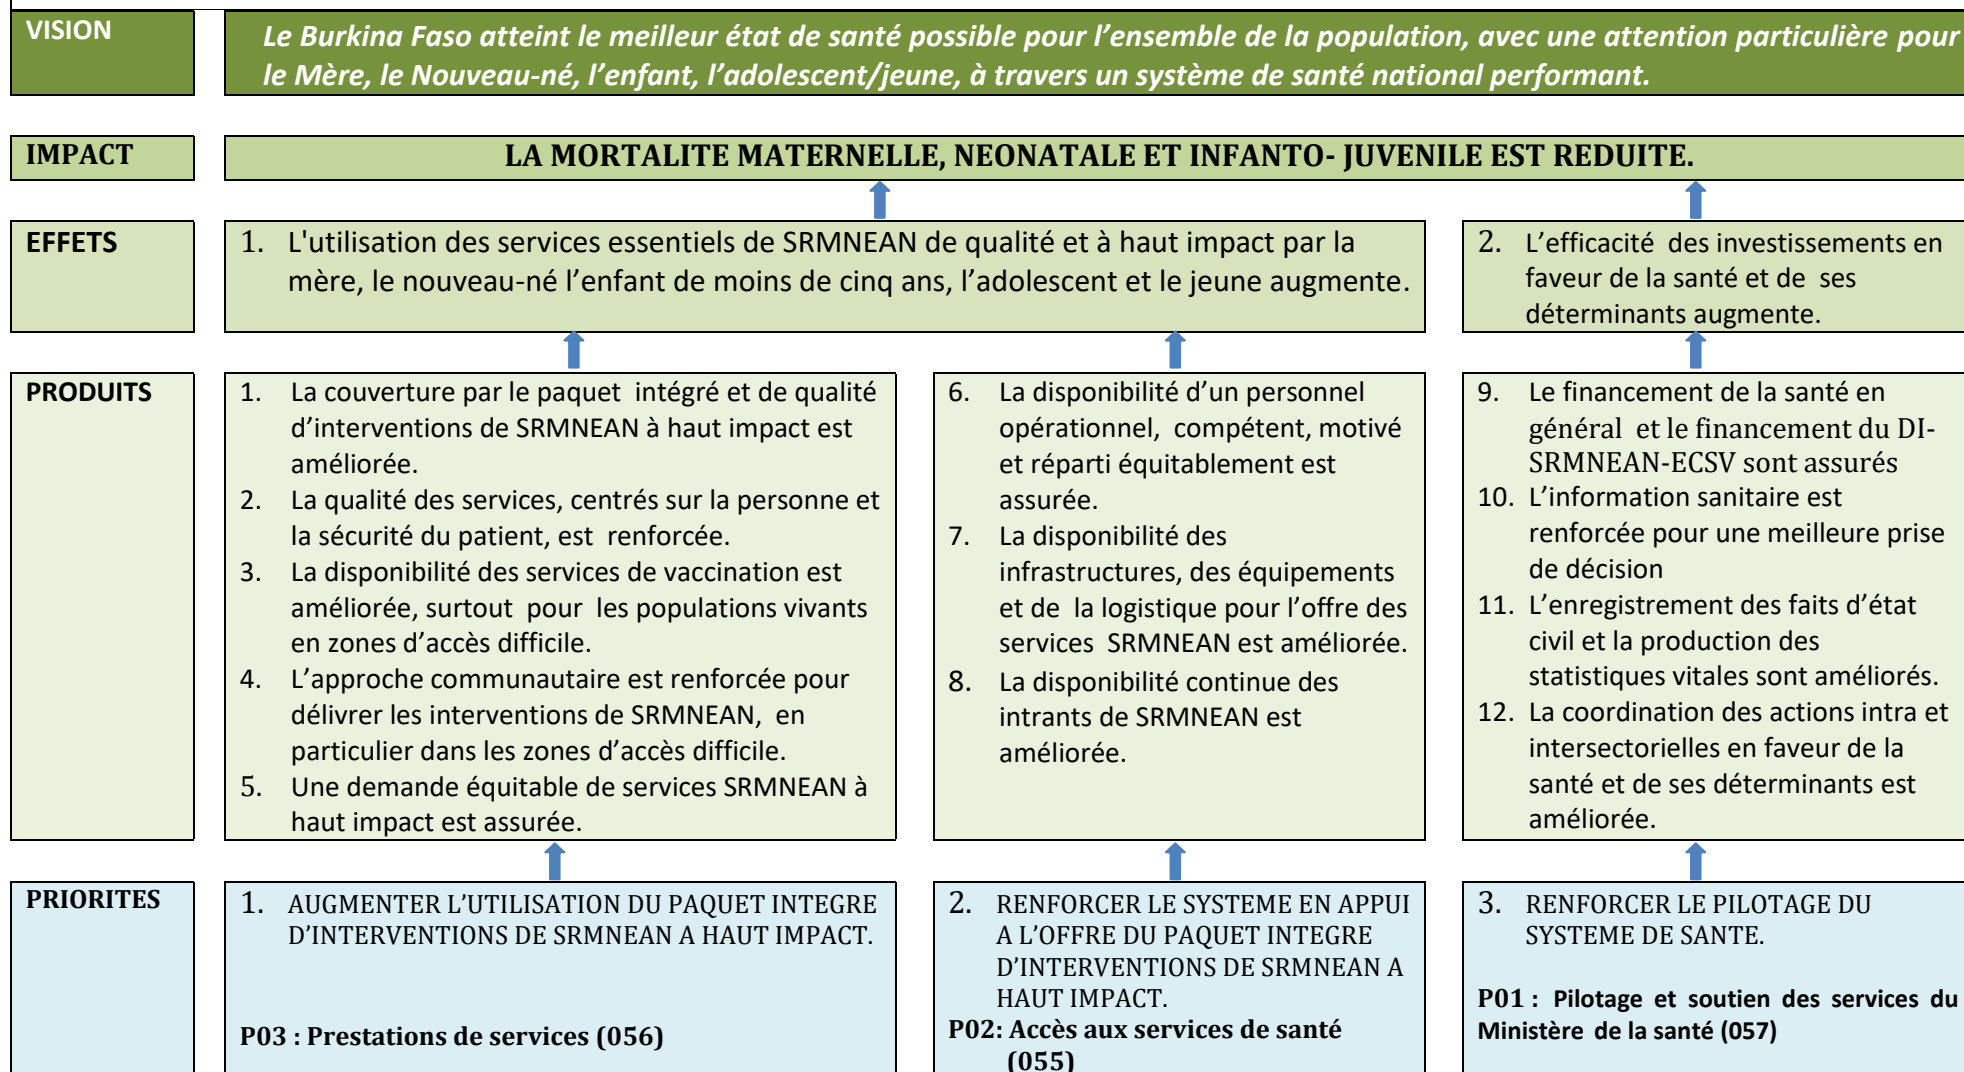 VISION
Le Burkina Faso atteint le meilleur état de santé possible pour l’ensemble de la population, avec une attention particulière pour
le Mère, le Nouveau-né, l’enfant, l’adolescent/jeune, à travers un système de santé national performant.
IMPACT
LA MORTALITE MATERNELLE, NEONATALE ET INFANTO- JUVENILE EST REDUITE.
EFFETS
1. L'utilisation des services essentiels de SRMNEAN de qualité et à haut impact par la
mère, le nouveau-né l’enfant de moins de cinq ans, l’adolescent et le jeune augmente.
2. L’efficacité des investissements en
faveur de la santé et de ses
déterminants augmente.
PRODUITS
1. La couverture par le paquet intégré et de qualité
d’interventions de SRMNEAN à haut impact est
améliorée.
2. La qualité des services, centrés sur la personne et
la sécurité du patient, est renforcée.
3. La disponibilité des services de vaccination est
améliorée, surtout pour les populations vivants
en zones d’accès difficile.
4. L’approche communautaire est renforcée pour
délivrer les interventions de SRMNEAN, en
particulier dans les zones d’accès difficile.
5. Une demande équitable de services SRMNEAN à
haut impact est assurée.
6. La disponibilité d’un personnel
opérationnel, compétent, motivé
et réparti équitablement est
assurée.
7. La disponibilité des
infrastructures, des équipements
et de la logistique pour l’offre des
services SRMNEAN est améliorée.
8. La disponibilité continue des
intrants de SRMNEAN est
améliorée.
9. Le financement de la santé en
général et le financement du DI-
SRMNEAN-ECSV sont assurés
10. L’information sanitaire est
renforcée pour une meilleure prise
de décision
11. L’enregistrement des faits d’état
civil et la production des
statistiques vitales sont améliorés.
12. La coordination des actions intra et
intersectorielles en faveur de la
santé et de ses déterminants est
améliorée.
PRIORITES
1. AUGMENTER L’UTILISATION DU PAQUET INTEGRE
D’INTERVENTIONS DE SRMNEAN A HAUT IMPACT.
P03 : Prestations de services (056)
2. RENFORCER LE SYSTEME EN APPUI
A L’OFFRE DU PAQUET INTEGRE
D’INTERVENTIONS DE SRMNEAN A
HAUT IMPACT.
P02: Accès aux services de santé
(055)
3. RENFORCER LE PILOTAGE DU
SYSTEME DE SANTE.
P01 : Pilotage et soutien des services du
Ministère de la santé (057)